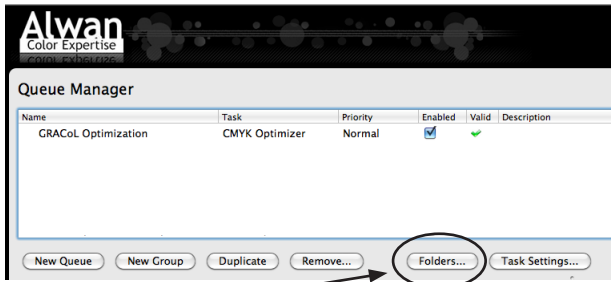 Alwan
Color Expertise
Queue Manager
Name Task Priority Enabled Valid Description
GRACoL Optimization CMYK Optimizer Normal
New Queue New Group Duplicate Remove... Folders... Task Settings...